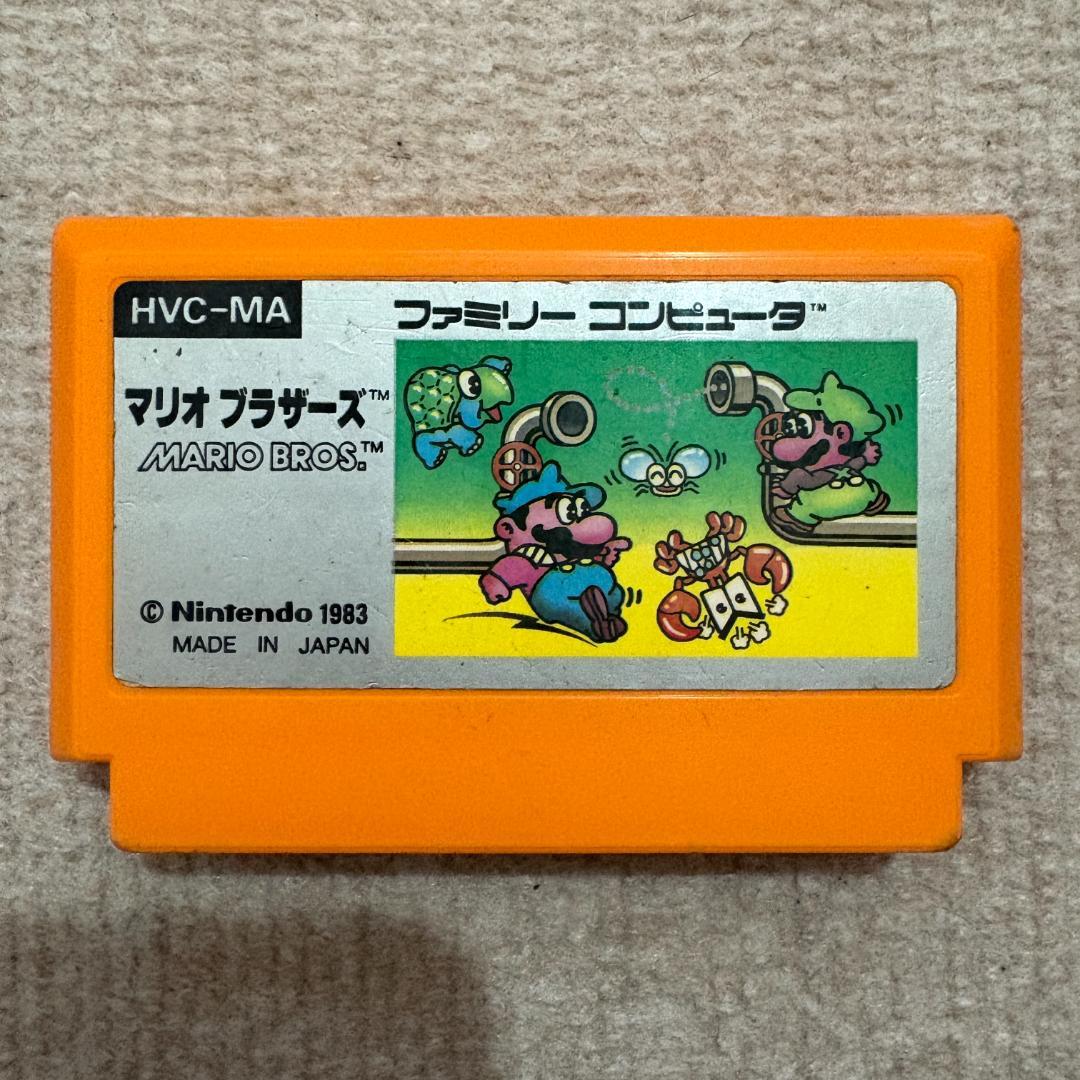 HVC-MA
ファミリー コンピュータ™
マリオ ブラザーズ™
MARIO BROS.™
© Nintendo 1983
MADE IN JAPAN